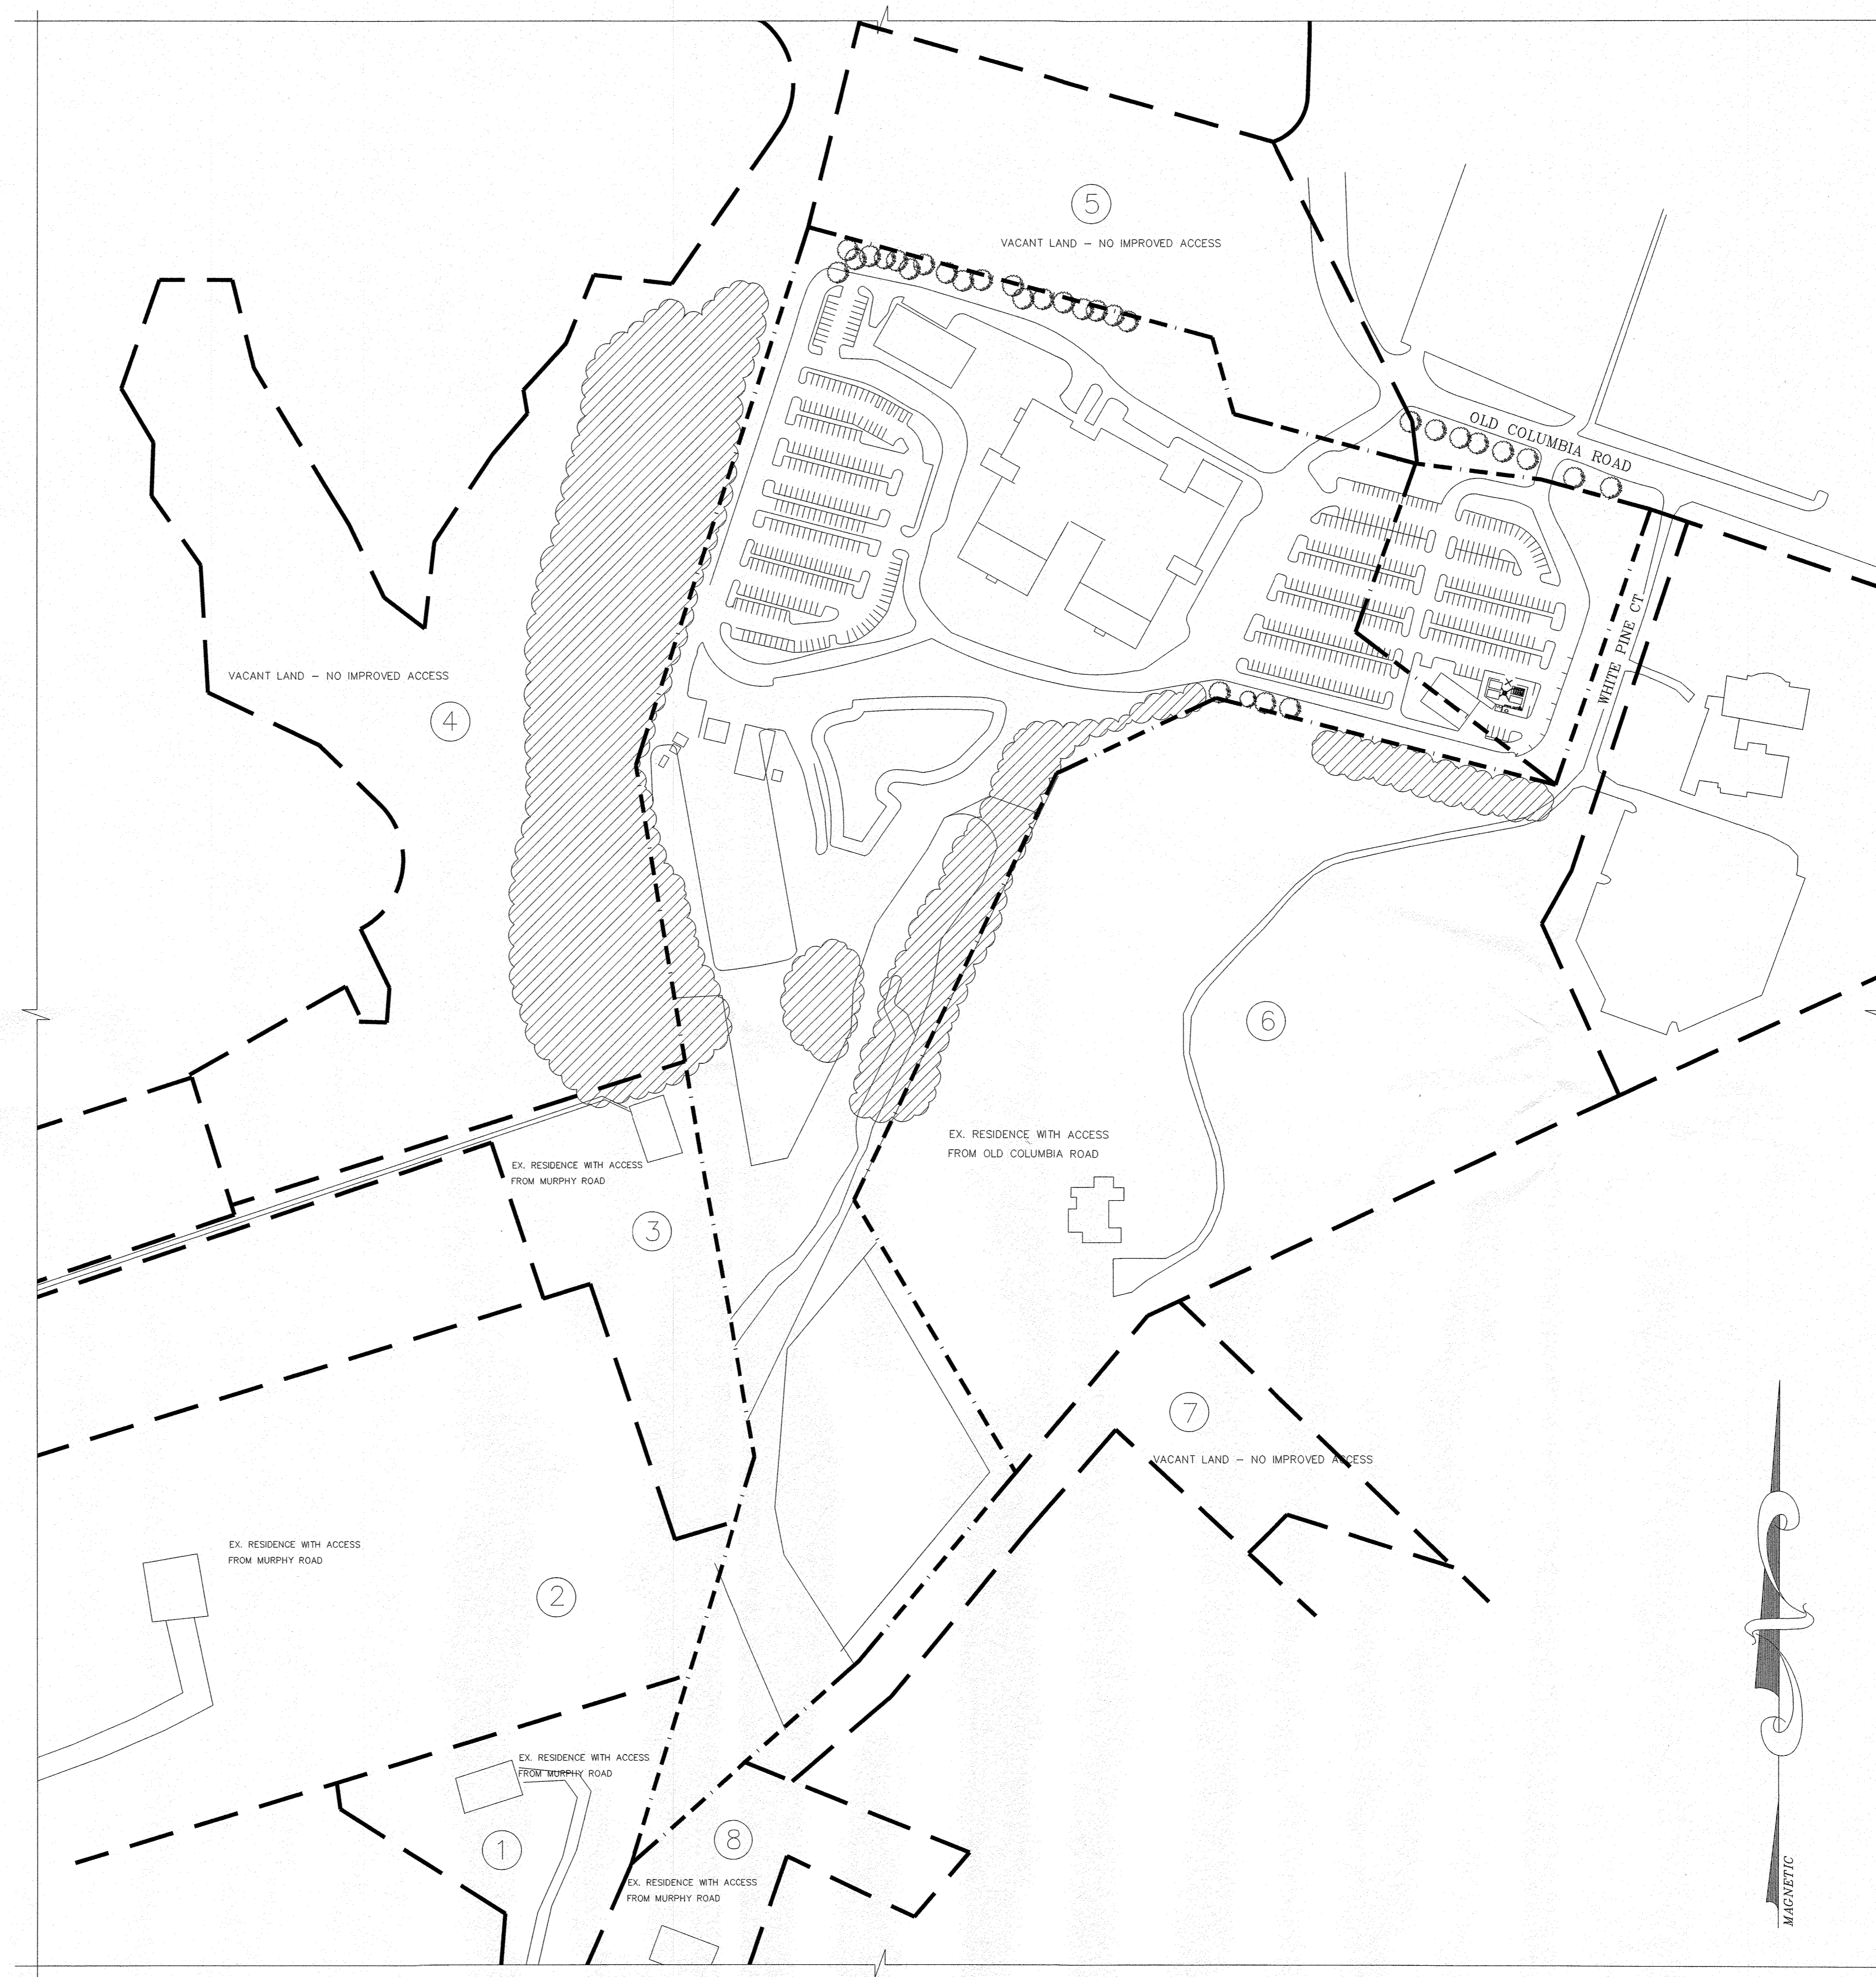 5
VACANT LAND – NO IMPROVED ACCESS
OLD COLUMBIA ROAD
WHITE PINE CT
VACANT LAND – NO IMPROVED ACCESS
4
6
EX. RESIDENCE WITH ACCESS
FROM OLD COLUMBIA ROAD
EX. RESIDENCE WITH ACCESS
FROM MURPHY ROAD
3
7
VACANT LAND – NO IMPROVED ACCESS
EX. RESIDENCE WITH ACCESS
FROM MURPHY ROAD
2
EX. RESIDENCE WITH ACCESS
FROM MURPHY ROAD
1
8
EX. RESIDENCE WITH ACCESS
FROM MURPHY ROAD
MAGNETIC